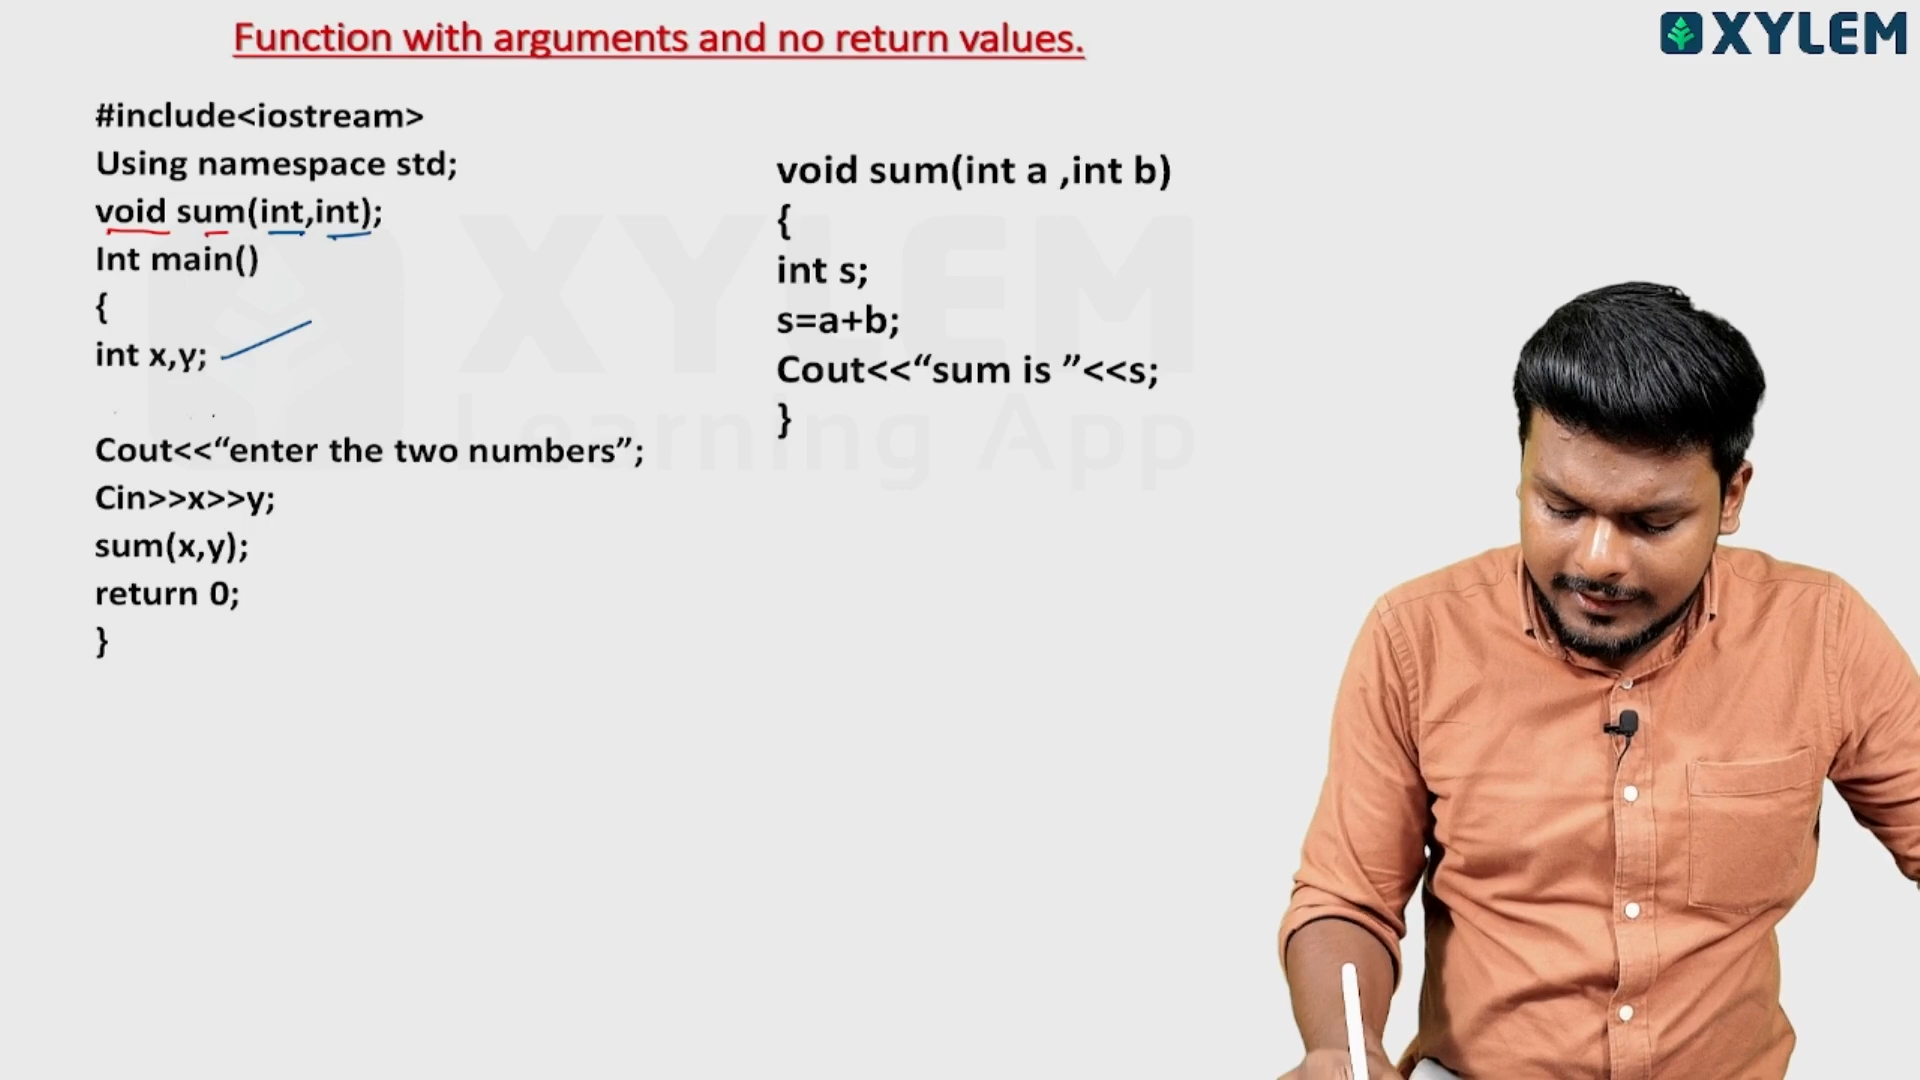 Function with arguments and no return values.
XYLEM
#include<iostream>
Using namespace std;
void sum(int,int);
Int main()
{
int x,y;
Cout<<“enter the two numbers”;
Cin>>x>>y;
sum(x,y);
return 0;
}
void sum(int a ,int b)
{
int s;
s=a+b;
Cout<<“sum is ”<<s;
}
XYLEM
Learning App